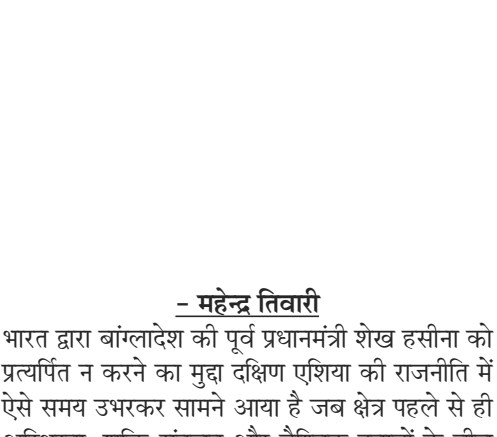 – महेन्द्र तिवारी
भारत द्वारा बांग्लादेश की पूर्व प्रधानमंत्री शेख हसीना को
प्रत्यर्पित न करने का मुद्दा दक्षिण एशिया की राजनीति में
ऐसे समय उभरकर सामने आया है जब क्षेत्र पहले से ही